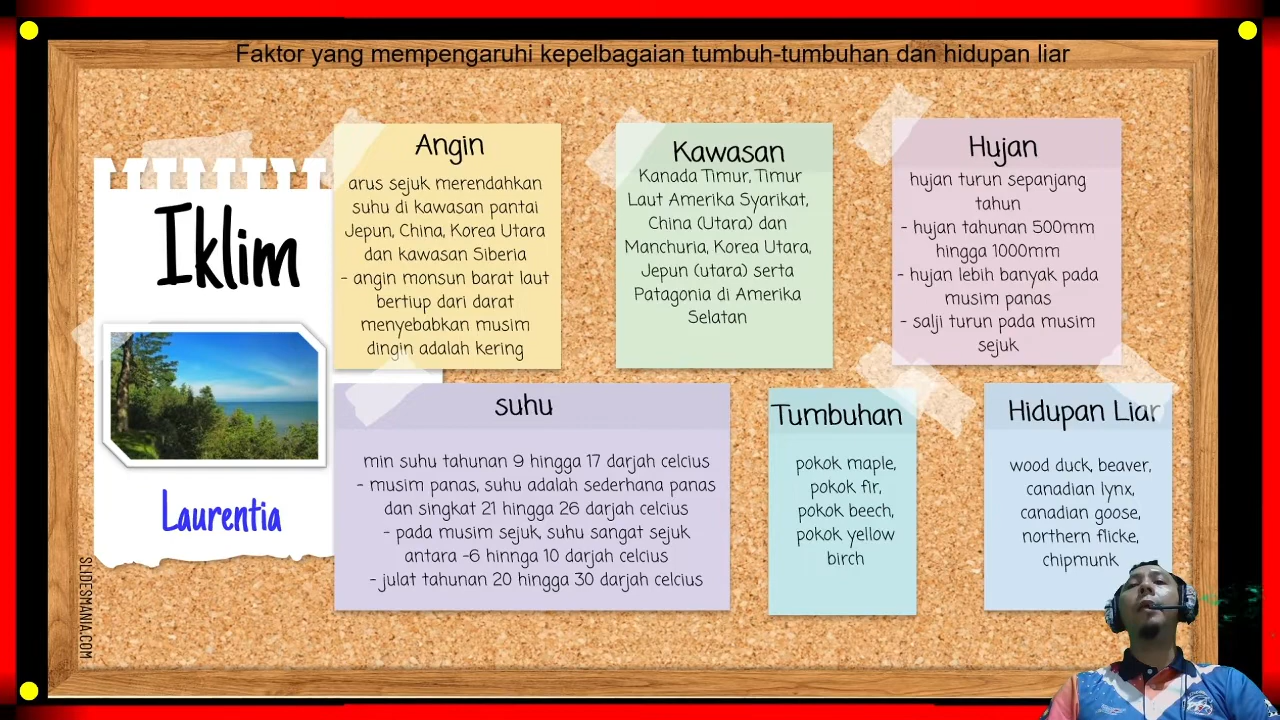 Faktor yang mempengaruhi kepelbagaian tumbuh-tumbuhan dan hidupan liar
Iklim
Laurentia
Angin
arus sejuk merendahkan
suhu di kawasan pantai
Jepun, China, Korea Utara
dan kawasan Siberia
- angin monsun barat laut
bertiup dari darat
menyebabkan musim
dingin adalah kering
Kawasan
Kanada Timur, Timur
Laut Amerika Syarikat,
China (Utara) dan
Manchuria, Korea Utara,
Jepun (utara) serta
Patagonia di Amerika
Selatan
Hujan
hujan turun sepanjang
tahun
- hujan tahunan 500mm
hingga 1000mm
- hujan lebih banyak pada
musim panas
- salji turun pada musim
sejuk
suhu
min suhu tahunan 9 hingga 17 darjah celcius
- musim panas, suhu adalah sederhana panas
dan singkat 21 hingga 26 darjah celcius
- pada musim sejuk, suhu sangat sejuk
antara -6 hinnga 10 darjah celcius
- julat tahunan 20 hingga 30 darjah celcius
Tumbuhan
pokok maple,
pokok fir,
pokok beech,
pokok yellow
birch
Hidupan Liar
wood duck, beaver,
canadian lynx,
canadian goose,
northern flicke,
chipmunk
SLIDESMANIA.COM